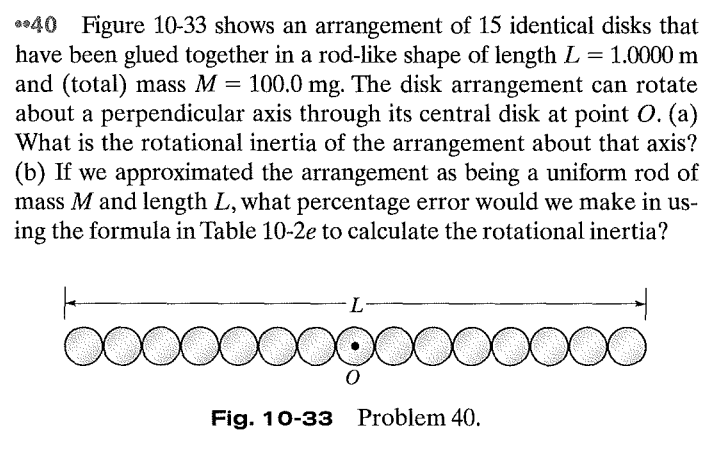 ••40 Figure 10-33 shows an arrangement of 15 identical disks that
have been glued together in a rod-like shape of length L = 1.0000 m
and (total) mass M = 100.0 mg. The disk arrangement can rotate
about a perpendicular axis through its central disk at point O. (a)
What is the rotational inertia of the arrangement about that axis?
(b) If we approximated the arrangement as being a uniform rod of
mass M and length L, what percentage error would we make in us-
ing the formula in Table 10-2e to calculate the rotational inertia?
L
O
Fig. 10-33 Problem 40.